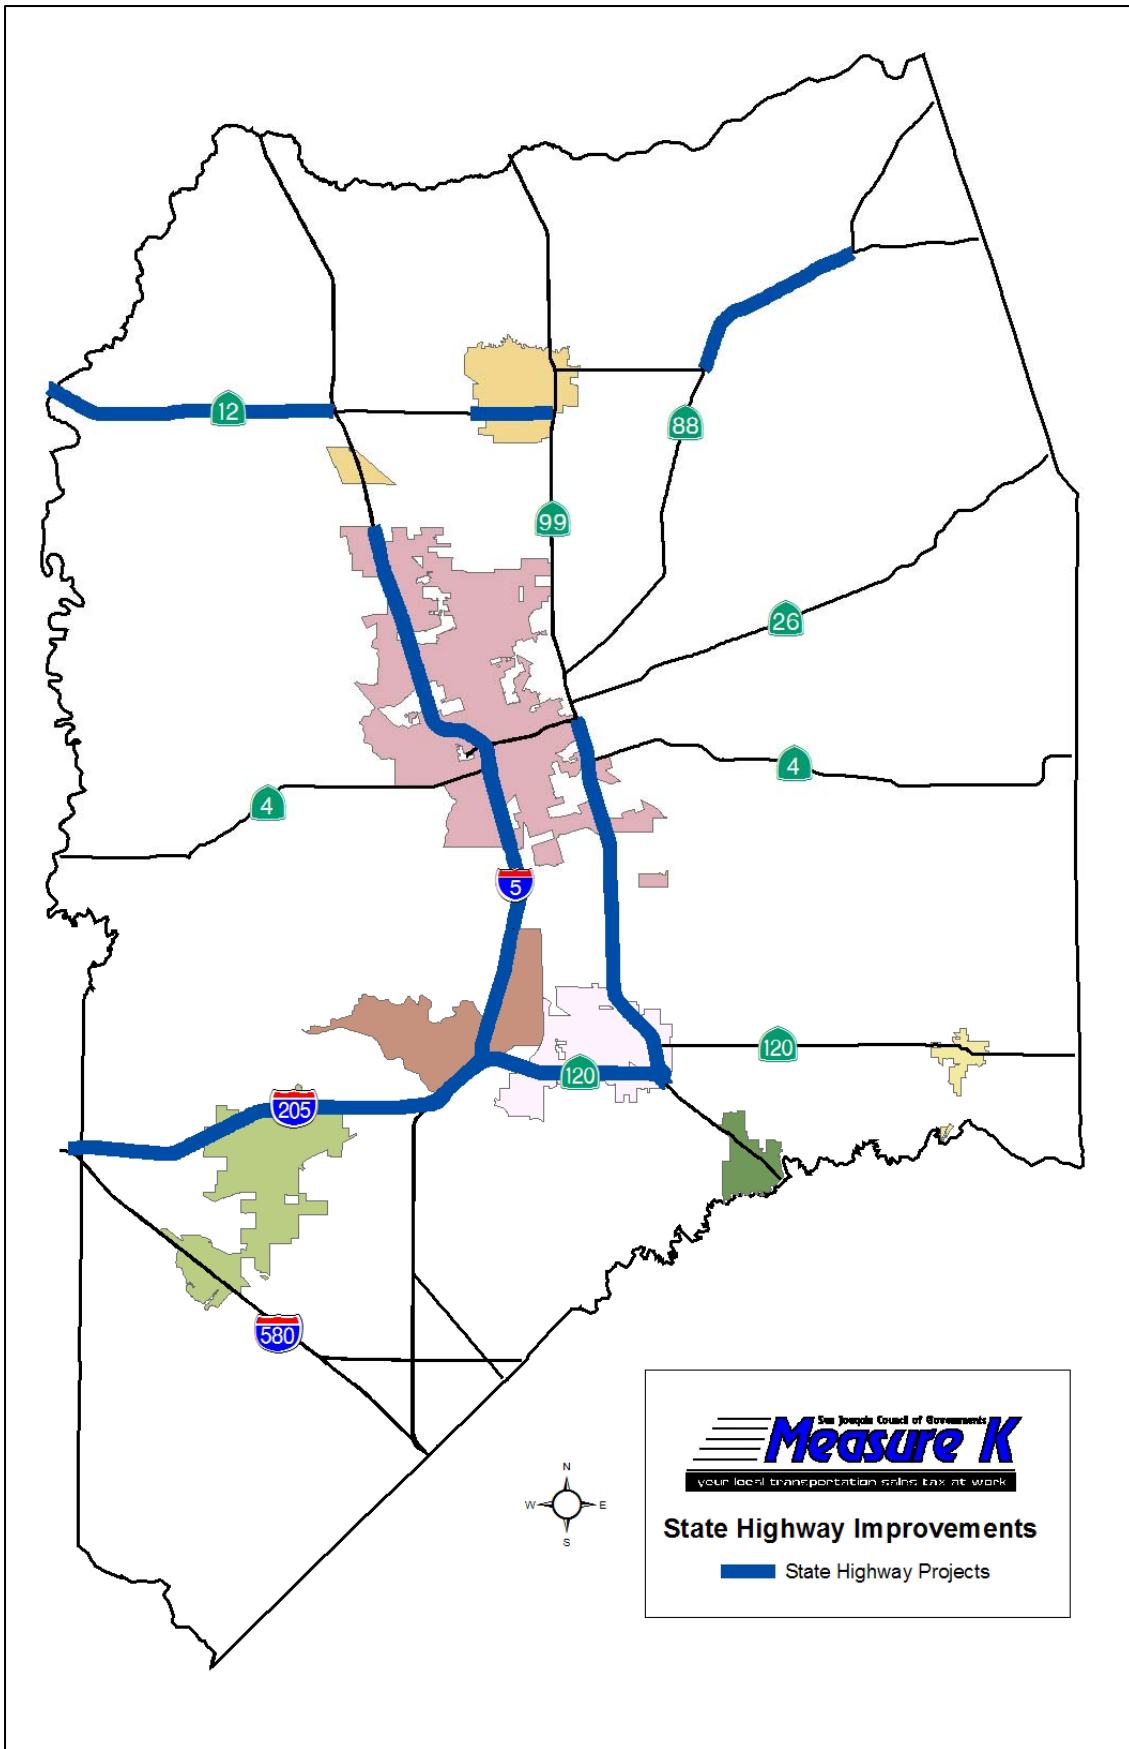 12
88
99
26
4
4
5
120
120
205
580
San Joaquin Council of Governments
Measure K
your local transportation sales tax at work
N
W E
S
State Highway Improvements
State Highway Projects